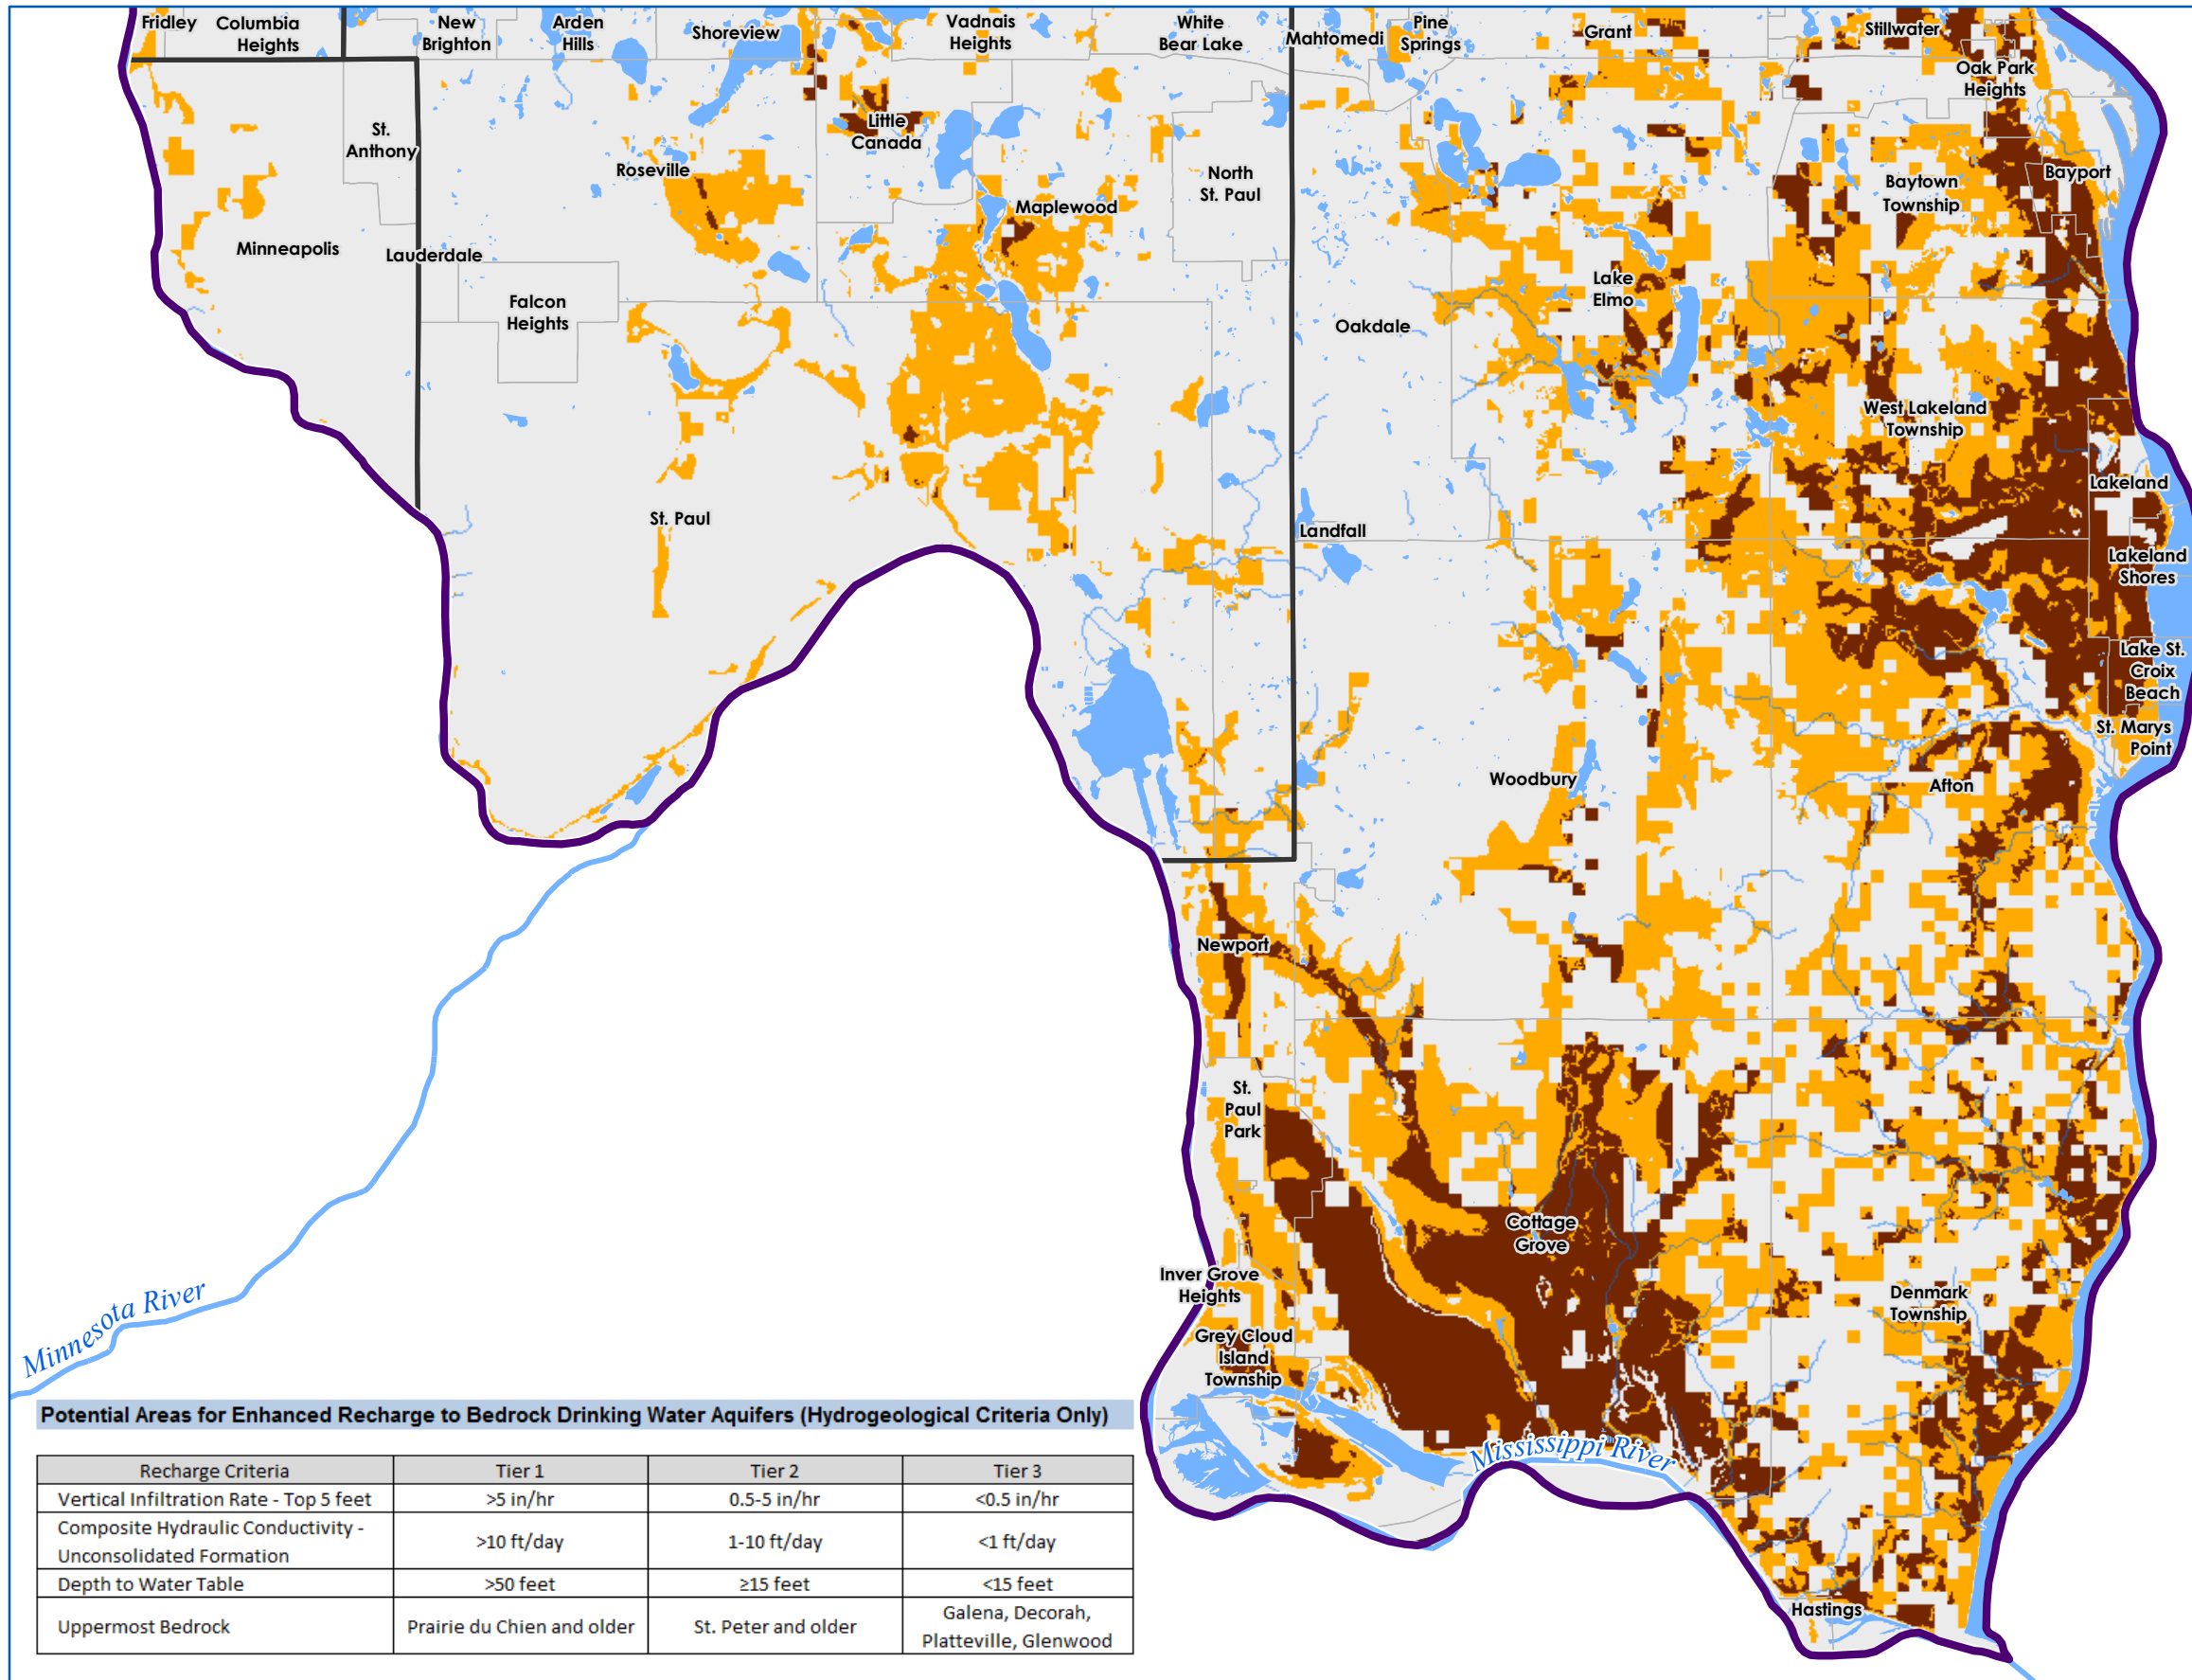 Fridley
Columbia
Heights
New
Brighton
Arden
Hills
Shoreview
Vadnais
Heights
White
Bear Lake
Mahtomedi
Pine
Springs
Grant
Stillwater
Oak Park
Heights
St.
Anthony
Little
Canada
Roseville
North
St. Paul
Maplewood
Baytown
Township
Bayport
Minneapolis
Lauderdale
Falcon
Heights
Lake
Elmo
Oakdale
West Lakeland
Township
Lakeland
St. Paul
Landfall
Lakeland
Shores
Lake St.
Croix
Beach
St. Marys
Point
Woodbury
Afton
Newport
St.
Paul
Park
Cottage
Grove
Inver Grove
Heights
Grey Cloud
Island
Township
Denmark
Township
Minnesota River
Mississippi River
Hastings
Potential Areas for Enhanced Recharge to Bedrock Drinking Water Aquifers (Hydrogeological Criteria Only)
Recharge Criteria Tier 1 Tier 2 Tier 3
Vertical Infiltration Rate - Top 5 feet >5 in/hr 0.5-5 in/hr <0.5 in/hr
Composite Hydraulic Conductivity -
Unconsolidated Formation >10 ft/day 1-10 ft/day <1 ft/day
Depth to Water Table >50 feet ≥15 feet <15 feet
Uppermost Bedrock Prairie du Chien and older St. Peter and older Galena, Decorah,
Platteville, Glenwood